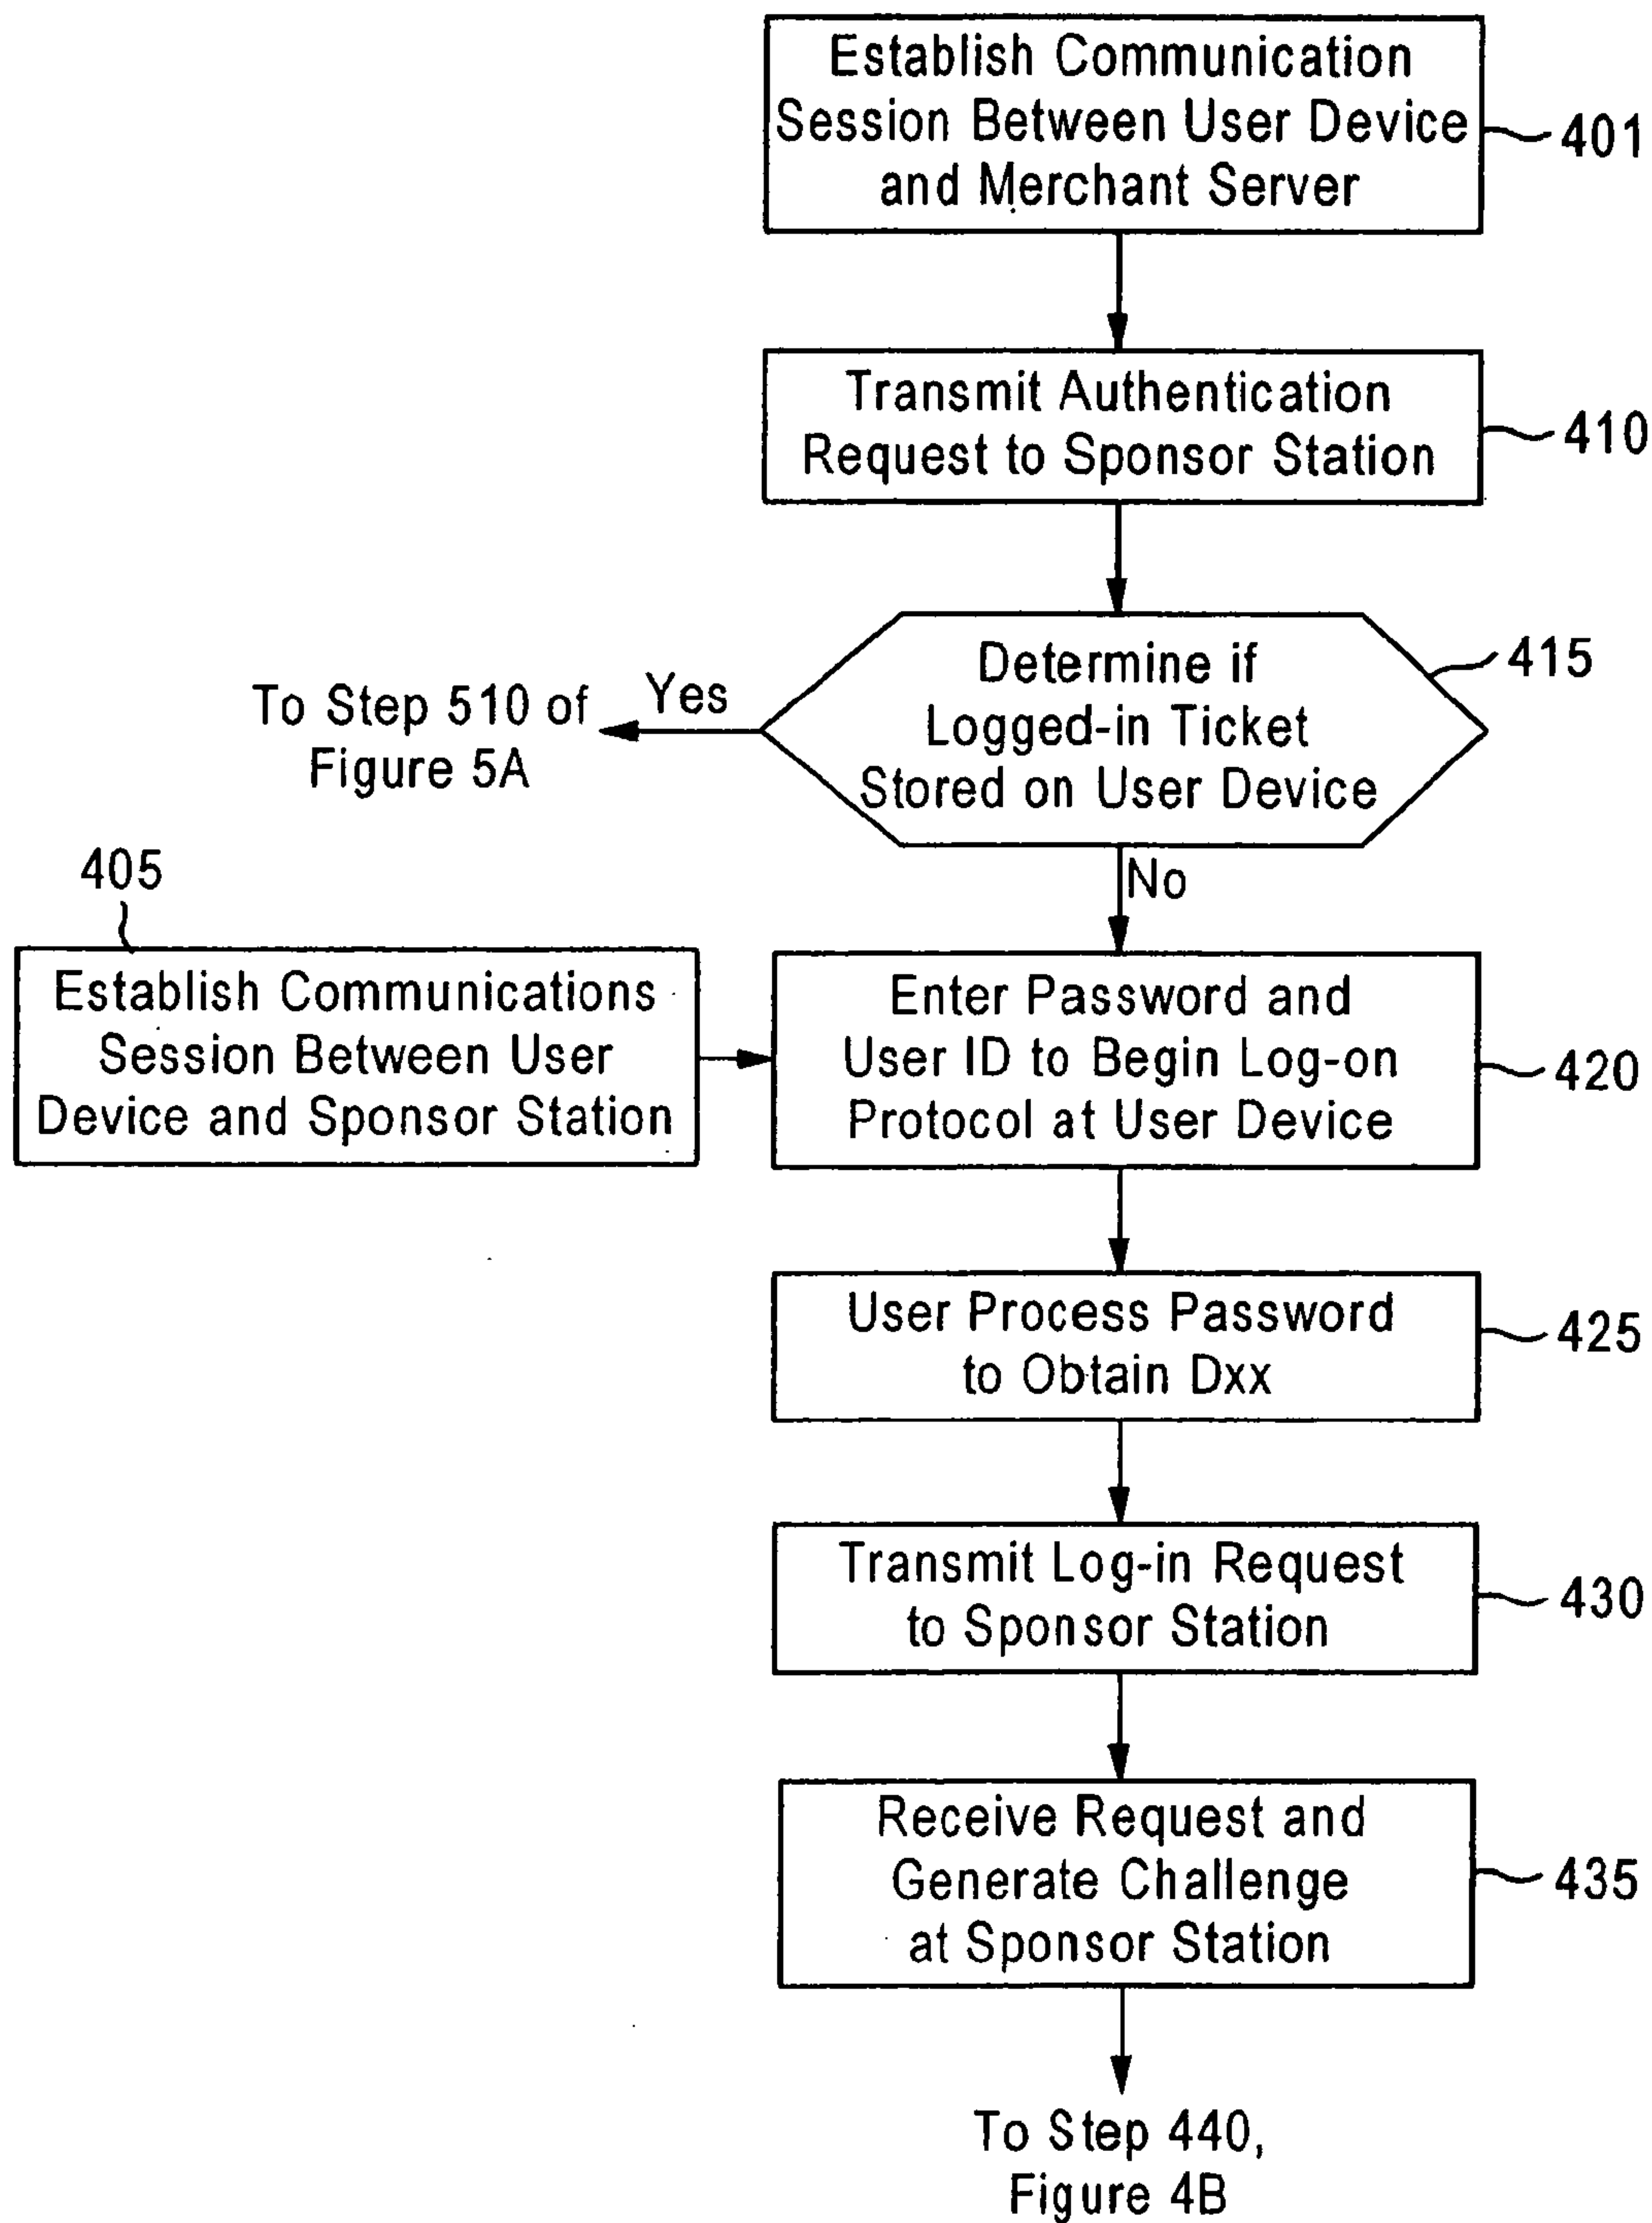 Establish Communication
Session Between User Device
and Merchant Server
401
Transmit Authentication
Request to Sponsor Station
410
Determine if
Logged-in Ticket
Stored on User Device
415
Yes
To Step 510 of
Figure 5A
No
405
Establish Communications
Session Between User
Device and Sponsor Station
Enter Password and
User ID to Begin Log-on
Protocol at User Device
420
User Process Password
to Obtain Dxx
425
Transmit Log-in Request
to Sponsor Station
430
Receive Request and
Generate Challenge
at Sponsor Station
435
To Step 440,
Figure 4B